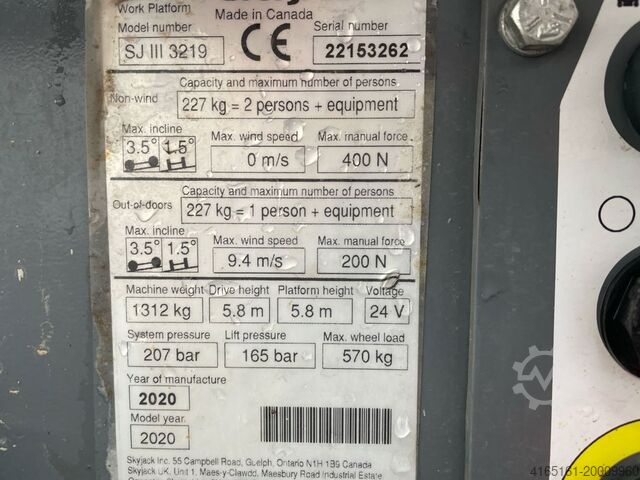 Work Platform
Made in Canada
Model number
Serial number
SJ III 3219
CE
22153262
Capacity and maximum number of persons
Non-wind
227 kg = 2 persons + equipment
Max. incline
Max. wind speed
Max. manual force
3.5° 1.5°
0 m/s
400 N
Capacity and maximum number of persons
Out-of-doors
227 kg = 1 person + equipment
Max. incline
Max. wind speed
Max. manual force
3.5° 1.5°
9.4 m/s
200 N
Machine weight Drive height Platform height Voltage
1312 kg 5.8 m 5.8 m 24 V
System pressure Lift pressure Max. wheel load
207 bar 165 bar 570 kg
Year of manufacture
2020
Model year
2020
Skyjack Inc. 55 Campbell Road, Guelph, Ontario N1H 1B9 Canada
Skyjack UK, Unit 1, Maes-y-Clawdd, Maesbury Road Industrial Estate
4165161-20009960